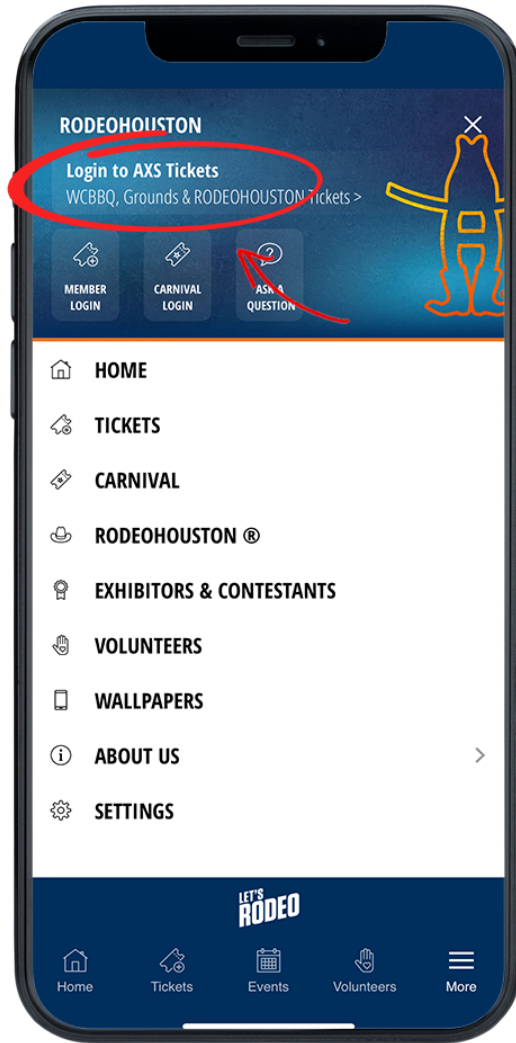 RODEOHOUSTON
Login to AXS Tickets
WCBBQ, Grounds & RODEOHOUSTON Tickets >
MEMBER
LOGIN
CARNIVAL
LOGIN
ASK A
QUESTION
HOME
TICKETS
CARNIVAL
RODEOHOUSTON ®
EXHIBITORS & CONTESTANTS
VOLUNTEERS
WALLPAPERS
ABOUT US
SETTINGS
LET'S
RODEO
Home
Tickets
Events
Volunteers
More